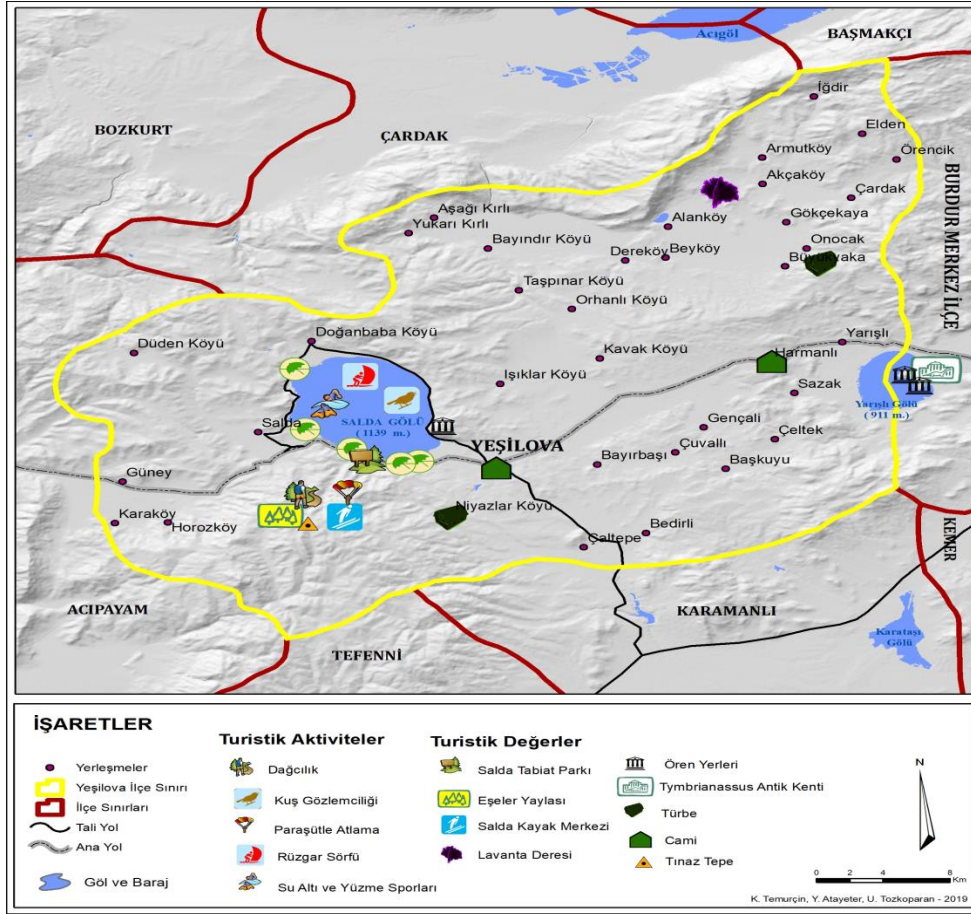 Acıgöl
BAŞMAKÇI
İğdir
BOZKURT
ÇARDAK
Elden
Armutköy
Örencik
Akçaköy
Çardak
BURDUR MERKEZ İLÇE
Aşağı Kırlı
Yukarı Kırlı
Alanköy
Gökçekaya
Bayındır Köyü
Dereköy
Beyköy
Onocak
Büyükyaka
Taşpınar Köyü
Orhanlı Köyü
Doğanbaba Köyü
Yarışlı
Düden Köyü
Kavak Köyü
Harmanlı
Işıklar Köyü
Sazak
Yarışlı Gölü
(911 m.)
SALDA GÖLÜ
(1139 m.)
Salda
Gençali
YEŞİLOVA
Çuvallı
Çeltek
Bayırbaşı
Başkuyu
Güney
Niyazlar Köyü
Karaköy
Horozköy
Bedirli
Çaltepe
KEMER
ACIPAYAM
KARAMANLI
TEFENNİ
Karataşı
Gölü
İŞARETLER
Yerleşmeler
Yeşilova İlçe Sınırı
İlçe Sınırları
Tali Yol
Ana Yol
Göl ve Baraj
Turistik Aktiviteler
Dağcılık
Kuş Gözlemciliği
Paraşütle Atlama
Rüzgar Sörfü
Su Altı ve Yüzme Sporları
Turistik Değerler
Salda Tabiat Parkı
Eşeler Yaylası
Salda Kayak Merkezi
Lavanta Deresi
Ören Yerleri
Tymbrianassus Antik Kenti
Türbe
Cami
Tınaz Tepe
N
0 2 4 8
Km
K. Temurçin, Y. Atayeter, U. Tozkoparan - 2019